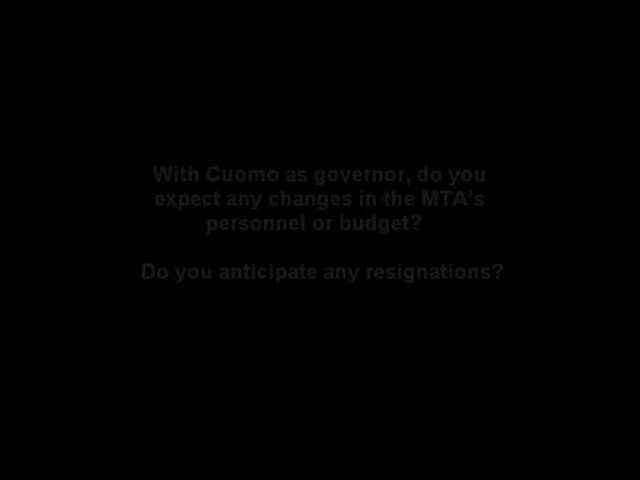 With Cuomo as governor, do you
expect any changes in the MTA's
personnel or budget?
Do you anticipate any resignations?